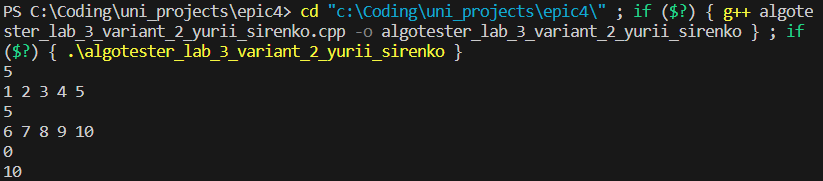 PS C:\Coding\uni_projects\epic4> cd "c:\Coding\uni_projects\epic4\" ; if ($?) { g++ algote
ster_lab_3_variant_2_yurii_sirenko.cpp -o algotester_lab_3_variant_2_yurii_sirenko } ; if
($?) { .\algotester_lab_3_variant_2_yurii_sirenko }
5
1 2 3 4 5
5
6 7 8 9 10
0
10